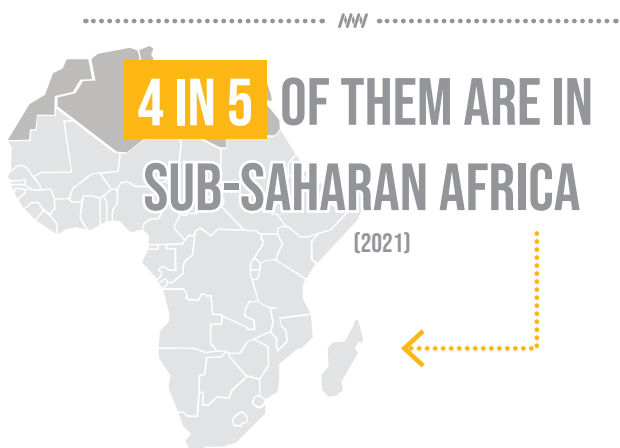 4 IN 5 OF THEM ARE IN
SUB-SAHARAN AFRICA
(2021)